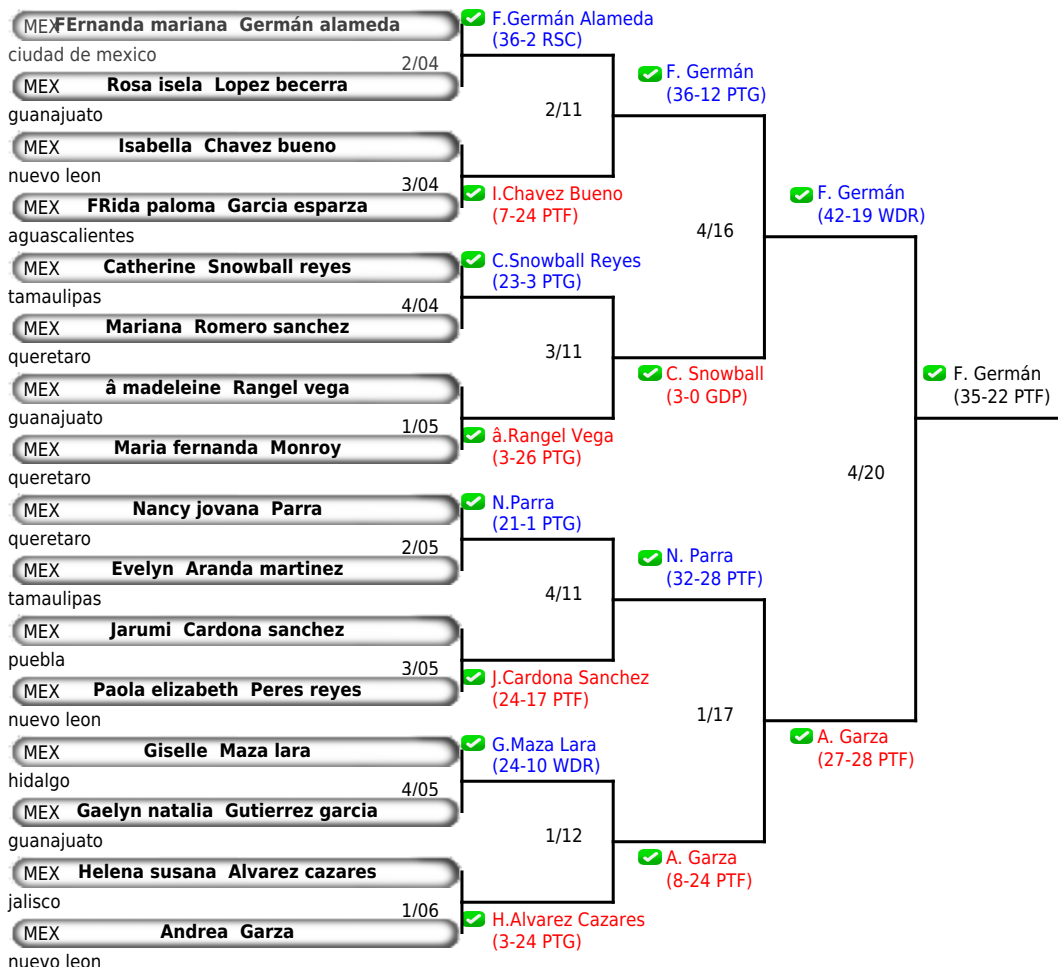 MEX FErnanda mariana Germán alameda
F.Germán Alameda
(36-2 RSC)
ciudad de mexico
2/04
MEX Rosa isela Lopez becerra
F. Germán
(36-12 PTG)
guanajuato
2/11
MEX Isabella Chavez bueno
nuevo leon
3/04
I.Chavez Bueno
(7-24 PTF)
F. Germán
(42-19 WDR)
MEX FRida paloma Garcia esparza
aguascalientes
4/16
MEX Catherine Snowball reyes
C.Snowball Reyes
(23-3 PTG)
tamaulipas
4/04
MEX Mariana Romero sanchez
queretaro
3/11
MEX â madeleine Rangel vega
C. Snowball
(3-0 GDP)
F. Germán
(35-22 PTF)
guanajuato
1/05
MEX Maria fernanda Monroy
â.Rangel Vega
(3-26 PTG)
queretaro
4/20
MEX Nancy jovana Parra
N.Parra
(21-1 PTG)
queretaro
2/05
MEX Evelyn Aranda martinez
N. Parra
(32-28 PTF)
tamaulipas
4/11
MEX Jarumi Cardona sanchez
puebla
3/05
MEX Paola elizabeth Peres reyes
J.Cardona Sanchez
(24-17 PTF)
nuevo leon
1/17
MEX Giselle Maza lara
G.Maza Lara
(24-10 WDR)
A. Garza
(27-28 PTF)
hidalgo
4/05
MEX Gaelyn natalia Gutierrez garcia
guanajuato
1/12
MEX Helena susana Alvarez cazares
A. Garza
(8-24 PTF)
jalisco
1/06
MEX Andrea Garza
H.Alvarez Cazares
(3-24 PTG)
nuevo leon